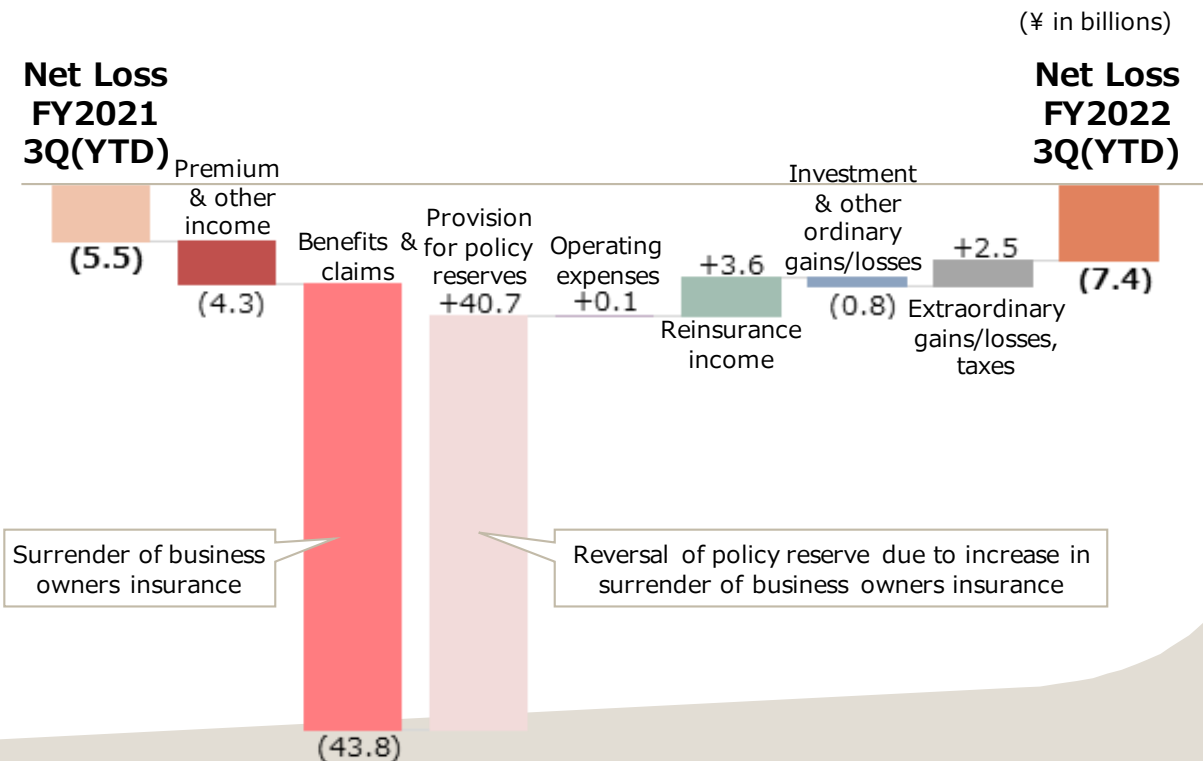 (¥ in billions)
Net Loss
FY2021
3Q(YTD)
Net Loss
FY2022
3Q(YTD)
Premium
& other
income
Benefits &
claims
Provision
for policy
reserves
Operating
expenses
Reinsurance
income
Investment
& other
ordinary
gains/losses
Extraordinary
gains/losses,
taxes
(5.5)
(4.3)
(43.8)
+40.7
+0.1
+3.6
(0.8)
+2.5
(7.4)
Surrender of business
owners insurance
Reversal of policy reserve due to increase in
surrender of business owners insurance